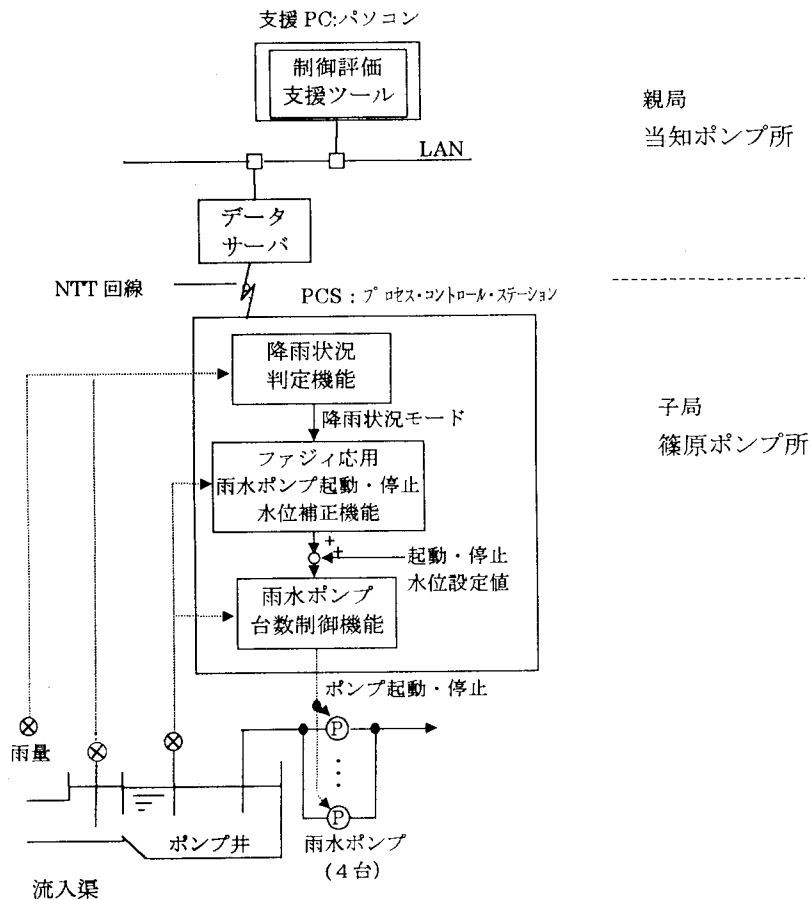 支援 PC:パソコン
制御評価
支援ツール
親局
当知ポンプ所
LAN
データ
サーバ
NTT 回線
PCS : プロセス・コントロール・ステーション
降雨状況
判定機能
降雨状況モード
子局
篠原ポンプ所
ファジィ応用
雨水ポンプ起動・停止
水位補正機能
+
+
起動・停止
水位設定値
雨水ポンプ
台数制御機能
ポンプ起動・停止
雨量
P
P
ポンプ井
雨水ポンプ
(4台)
流入渠